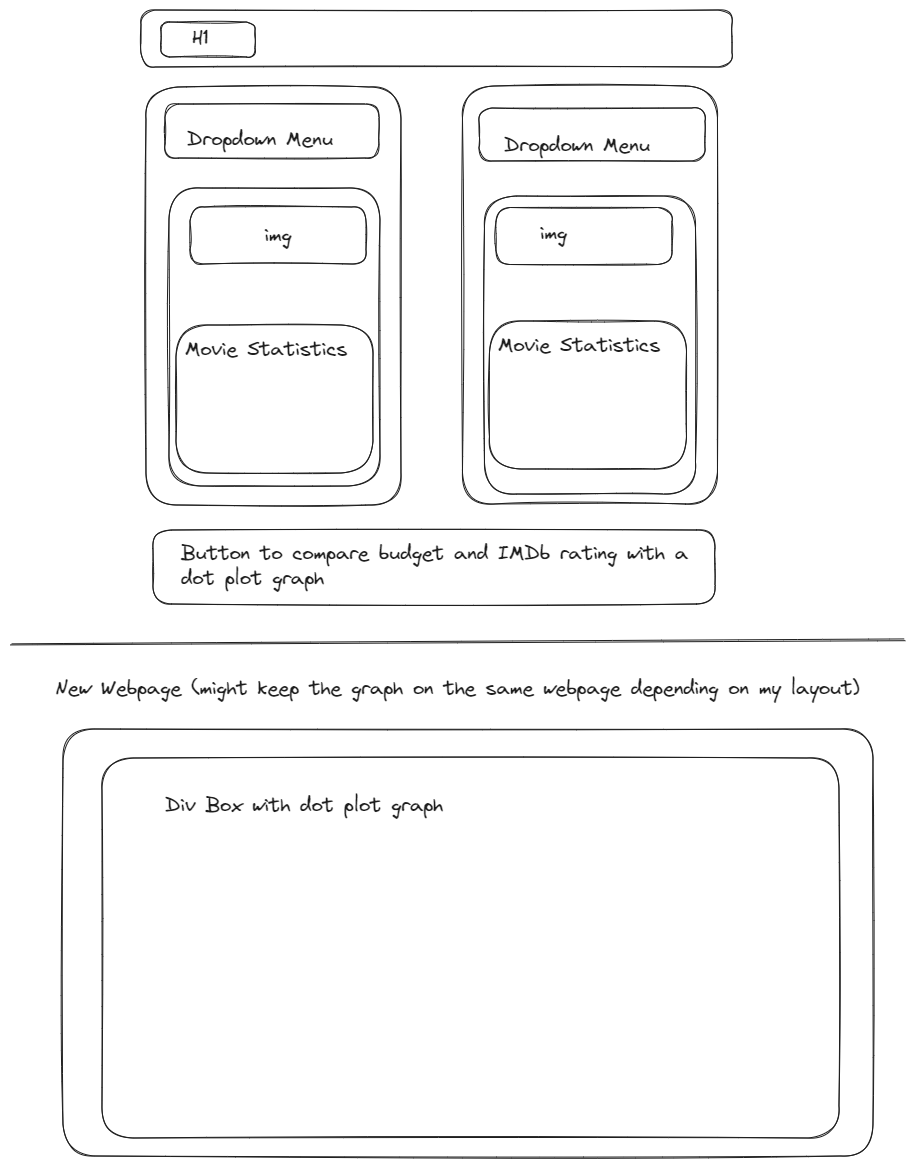 H1
Dropdown Menu
Dropdown Menu
img
img
Movie Statistics
Movie Statistics
Button to compare budget and IMDb rating with a
dot plot graph
New Webpage (might keep the graph on the same webpage depending on my layout)
Div Box with dot plot graph